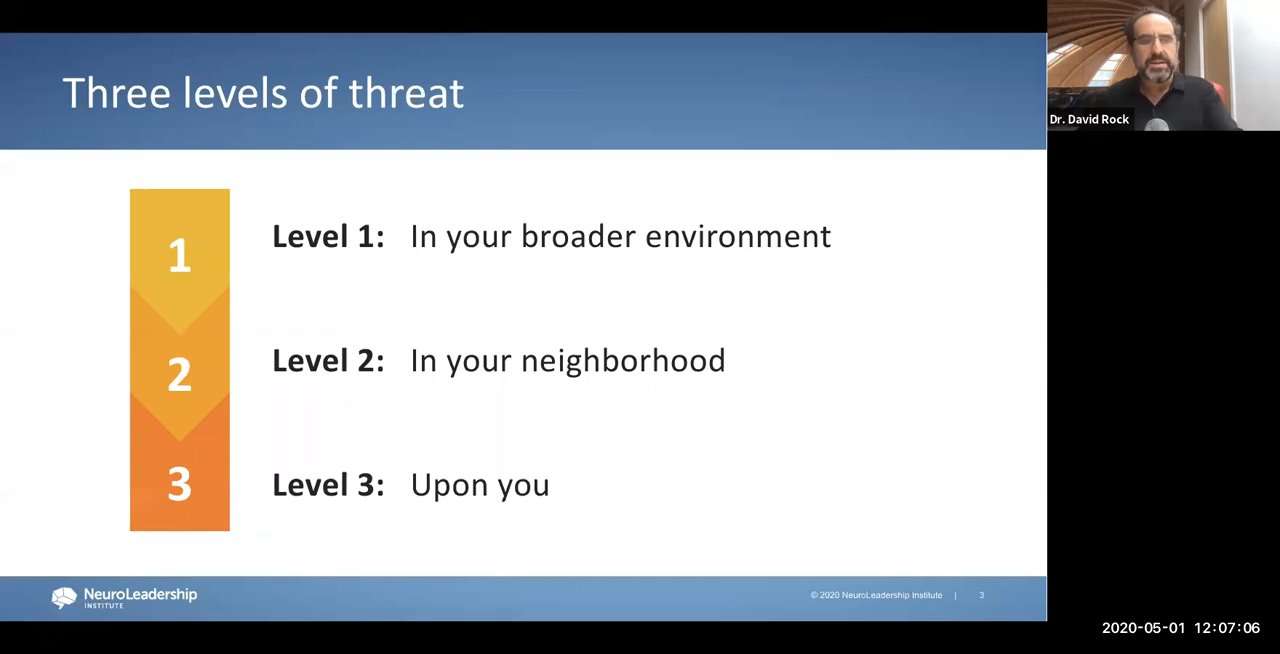 Three levels of threat
Dr. David Rock
1
Level 1: In your broader environment
2
Level 2: In your neighborhood
3
Level 3: Upon you
NeuroLeadership
INSTITUTE
© 2020 NeuroLeadership Institute | 3
2020-05-01 12:07:06